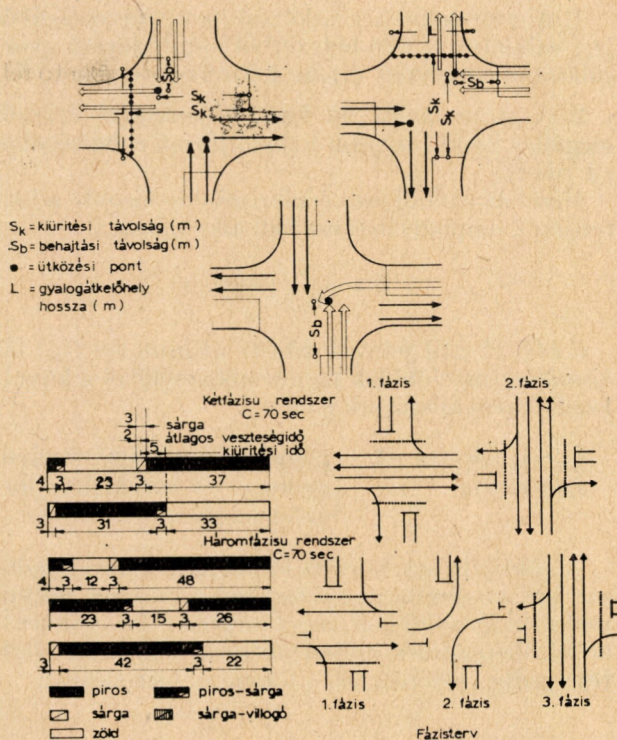 Sb
Sk
Sk
L
L
Sb
Sk
Sk
Sk = kiürítési távolság (m)
Sb = behajtási távolság (m)
● = ütközési pont
L = gyalogátkelőhely
hossza (m)
Sb
Kétfázisu rendszer
C=70 sec
3
sárga
2
átlagos veszteségidő
5
kiürítési idő
4 3 23 3 37
3 31 3 33
1. fázis
2. fázis
Háromfázisu rendszer
C=70 sec
4 3 12 3 48
23 3 15 3 26
3 42 3 22
piros
piros-sárga
sárga
sárga-villogó
zöld
1. fázis
2. fázis
3. fázis
Fázisterv